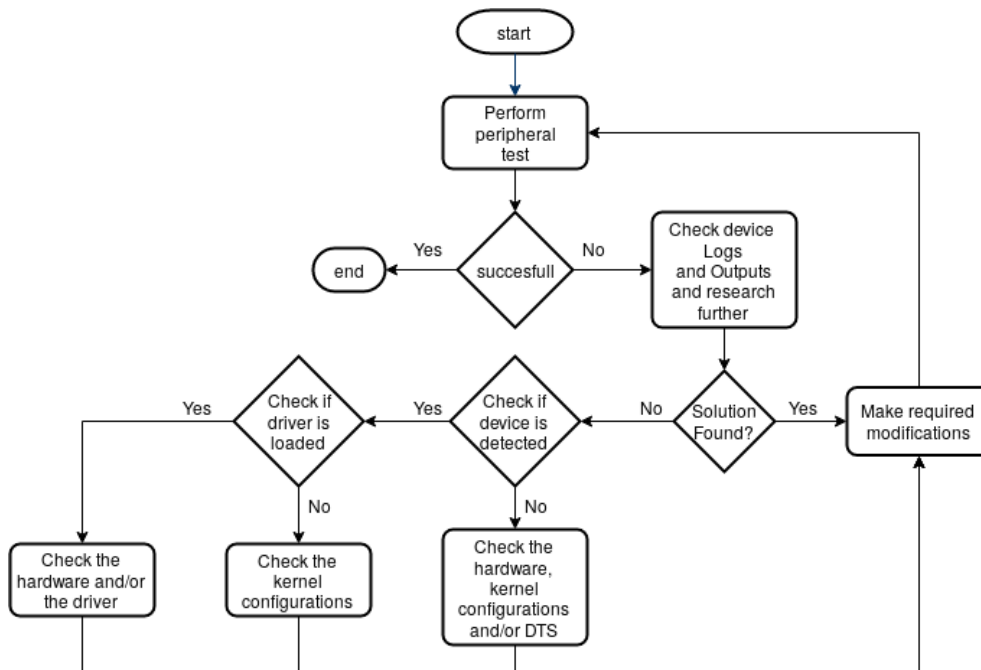 start
Perform
peripheral
test
Yes
No
end
succesfull
Check device
Logs
and Outputs
and research
further
Yes
Check if
driver is
loaded
Yes
Check if
device is
detected
No
Solution
Found?
Yes
Make required
modifications
No
No
Check the
hardware and/or
the driver
Check the
kernel
configurations
Check the
hardware,
kernel
configurations
and/or DTS